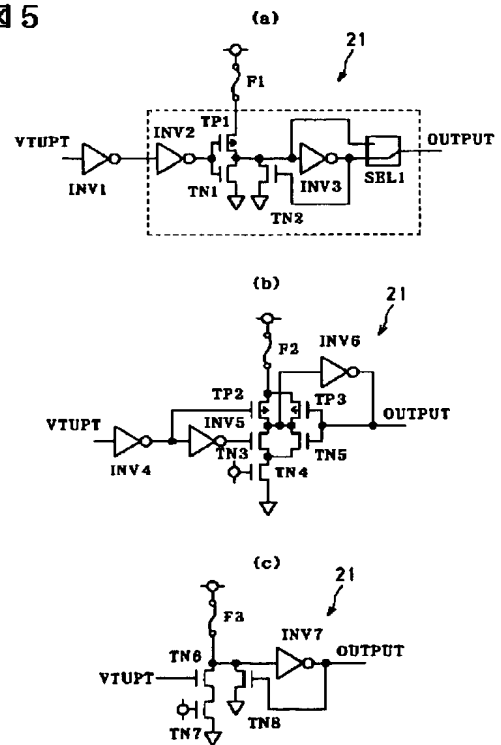 図5
(a)
21
F1
TP1
INV2
VTUPT
OUTPUT
INV1
TN1
INV3
SEL1
TN2
(b)
21
INV6
F2
TP2
TP3
VTUPT
INV5
OUTPUT
TN3
TN5
INV4
TN4
(c)
21
F3
INV7
TN6
OUTPUT
VTUPT
TN8
TN7